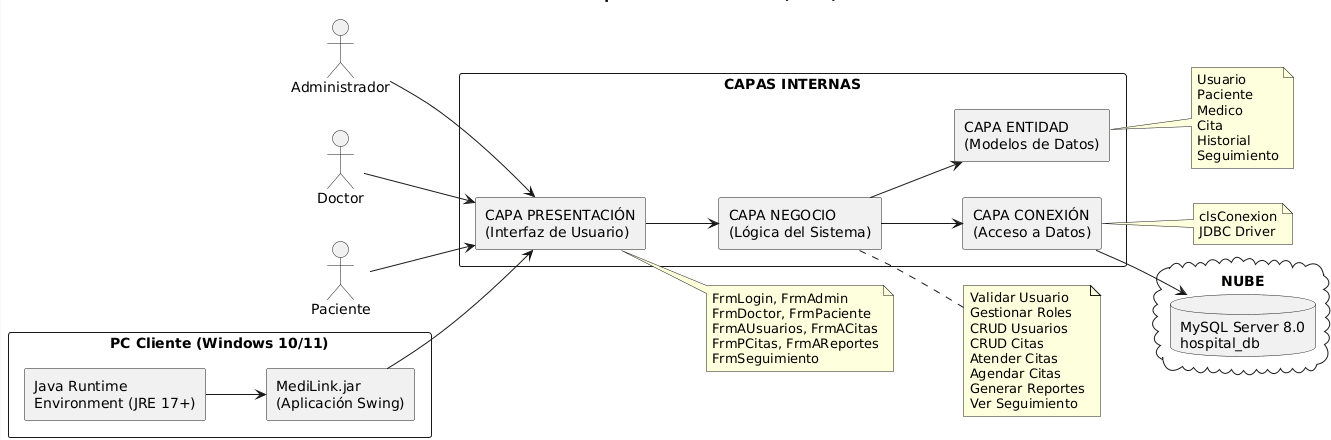 Administrador
Doctor
Paciente
CAPAS INTERNAS
CAPA ENTIDAD
(Modelos de Datos)
Usuario
Paciente
Medico
Cita
Historial
Seguimiento
CAPA PRESENTACIÓN
(Interfaz de Usuario)
CAPA NEGOCIO
(Lógica del Sistema)
CAPA CONEXIÓN
(Acceso a Datos)
clsConexion
JDBC Driver
NUBE
MySQL Server 8.0
hospital_db
FrmLogin, FrmAdmin
FrmDoctor, FrmPaciente
FrmAUsuarios, FrmACitas
FrmPCitas, FrmAReportes
FrmSeguimiento
Validar Usuario
Gestionar Roles
CRUD Usuarios
CRUD Citas
Atender Citas
Agendar Citas
Generar Reportes
Ver Seguimiento
PC Cliente (Windows 10/11)
Java Runtime
Environment (JRE 17+)
MediLink.jar
(Aplicación Swing)